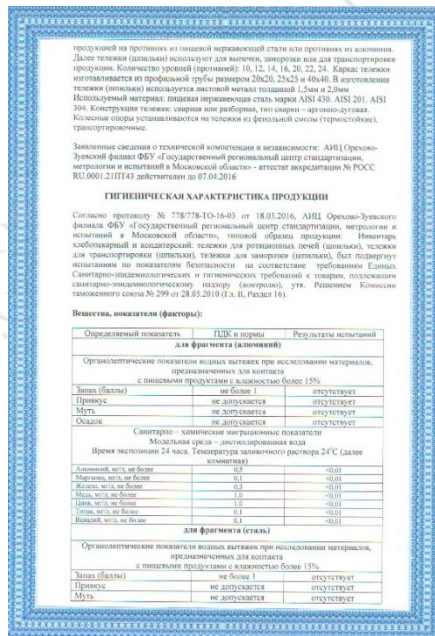 продукцией на противнях из пищевой нержавеющей стали или противнях из алюминия.
Далее тележки (шпильки) используют для выпечки, заморозки или для транспортировки
продукции. Количество уровней (противней): 10, 12, 14, 16, 20, 22, 24. Каркас тележки
изготавливается из профильной трубы размером 20х20, 25х25 и 40х40. В изготовлении
тележки (шпильки) используется листовой металл толщиной 1,5мм и 2,0мм
Используемый материал: пищевая нержавеющая сталь марки AISI 430. AISI 201. AISI
304. Конструкция тележек: сварная или разборная, тип сварки – аргонно-дуговая.
Колесные опоры устанавливаются на тележки из фенольной смолы (термостойкие),
транспортировочные.
Заявленные сведения о технической компетенции и независимости: АИЦ Орехово-
Зуевский филиал ФБУ «Государственный региональный центр стандартизации,
метрологии и испытаний в Московской области» - аттестат аккредитации № РОСС
RU.0001.21ПТ43 действителен до 07.04.2016
ГИГИЕНИЧЕСКАЯ ХАРАКТЕРИСТИКА ПРОДУКЦИИ
Согласно протоколу № 778/778-ТО-16-03 от 18.03.2016, АИЦ Орехово-Зуевского
филиала ФБУ «Государственный региональный центр стандартизации, метрологии и
испытаний в Московской области», типовой образец продукции: Инвентарь
хлебопекарный и кондитерский: тележки для ротационных печей (шпильки), тележки
для транспортировки (шпильки), тележки для заморозки (шпильки), был подвергнут
испытаниям по показателям безопасности на соответствие требованиям Единых
Санитарно-эпидемиологических и гигиенических требований к товарам, подлежащим
санитарно-эпидемиологическому надзору (контролю), утв. Решением Комиссии
таможенного союза № 299 от 28.05.2010 (Гл. II, Раздел 16).
Вещества, показатели (факторы):
Определяемый показатель ПДК и нормы Результаты испытаний
для фрагмента (алюминий)
Органолептические показатели водных вытяжек при исследовании материалов,
предназначенных для контакта
с пищевыми продуктами с влажностью более 15%
Запах (баллы) не более 1 отсутствует
Привкус не допускается отсутствует
Муть не допускается отсутствует
Осадок не допускается отсутствует
Санитарно – химические миграционные показатели
Модельная среда – дистиллированная вода
Время экспозиции 24 часа. Температура заливочного раствора 24°С (далее
комнатная)
Алюминий, мг/л, не более 0,5 <0,01
Марганец, мг/л, не более 0,1 <0,01
Железо, мг/л, не более 0,3 <0,01
Медь, мг/л, не более 1,0 <0,01
Цинк, мг/л, не более 1,0 <0,01
Титан, мг/л, не более 0,1 <0,01
Ванадий, мг/л, не более 0,1 <0,01
для фрагмента (сталь)
Органолептические показатели водных вытяжек при исследовании материалов,
предназначенных для контакта
с пищевыми продуктами с влажностью более 15%
Запах (баллы) не более 1 отсутствует
Привкус не допускается отсутствует
Муть не допускается отсутствует